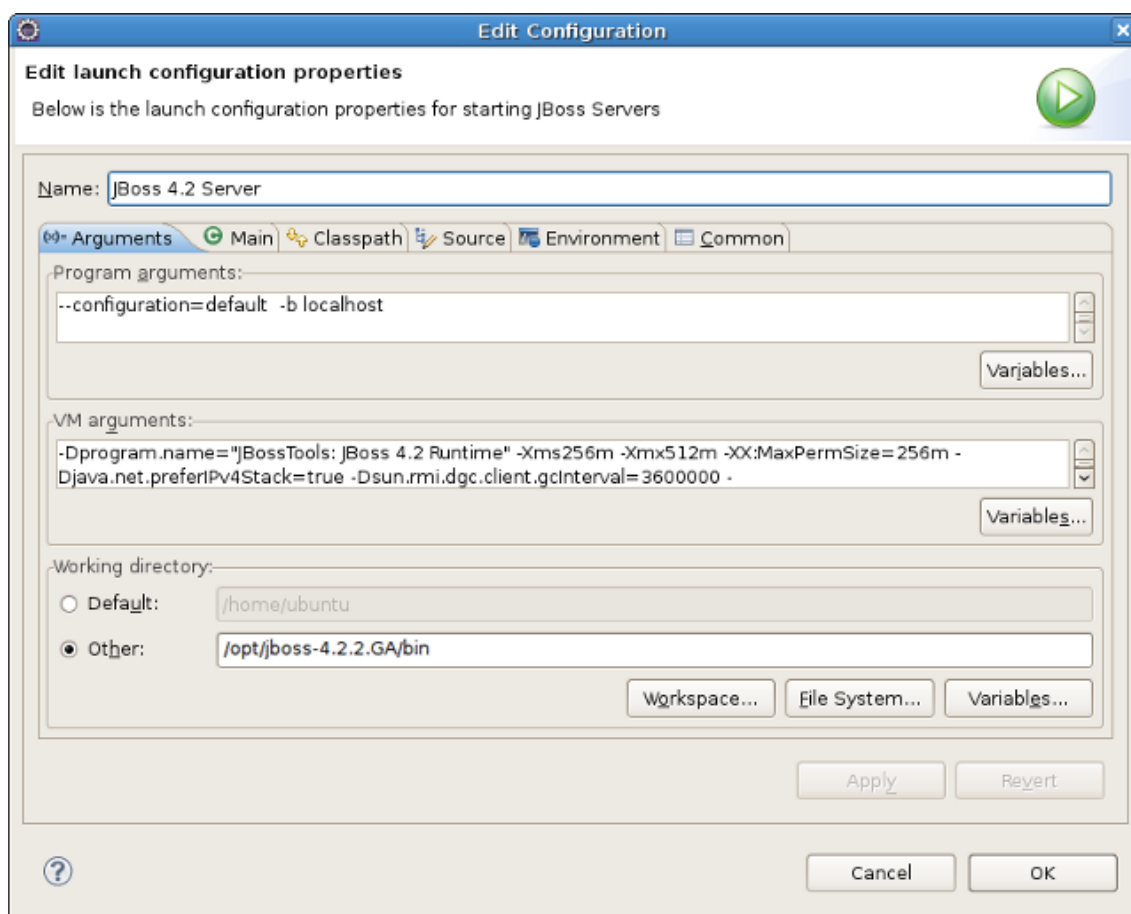 Edit Configuration
Edit launch configuration properties
Below is the launch configuration properties for starting JBoss Servers
Name: JBoss 4.2 Server
Arguments Main Classpath Source Environment Common
Program arguments:
--configuration=default -b localhost
Variables...
VM arguments:
-Dprogram.name="JBossTools: JBoss 4.2 Runtime" -Xms256m -Xmx512m -XX:MaxPermSize=256m -
Djava.net.preferIPv4Stack=true -Dsun.rmi.dgc.client.gcInterval=3600000 -
Variables...
Working directory:
Default: /home/ubuntu
Other: /opt/jboss-4.2.2.GA/bin
Workspace... File System... Variables...
Apply Revert
Cancel OK